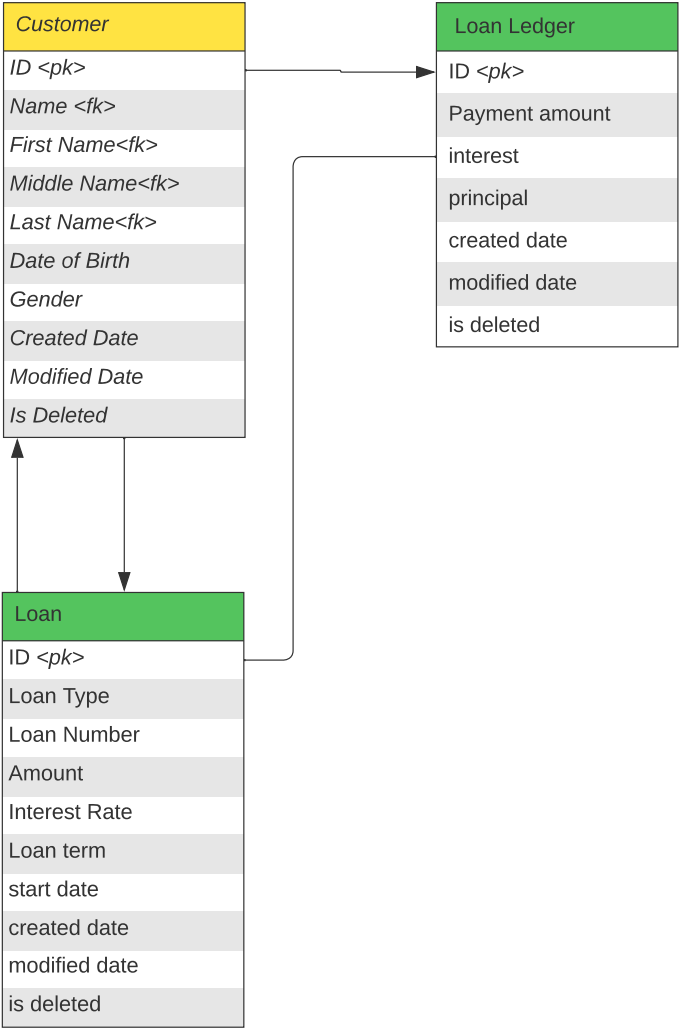 Customer
ID <pk>
Name <fk>
First Name<fk>
Middle Name<fk>
Last Name<fk>
Date of Birth
Gender
Created Date
Modified Date
Is Deleted
Loan Ledger
ID <pk>
Payment amount
interest
principal
created date
modified date
is deleted
Loan
ID <pk>
Loan Type
Loan Number
Amount
Interest Rate
Loan term
start date
created date
modified date
is deleted